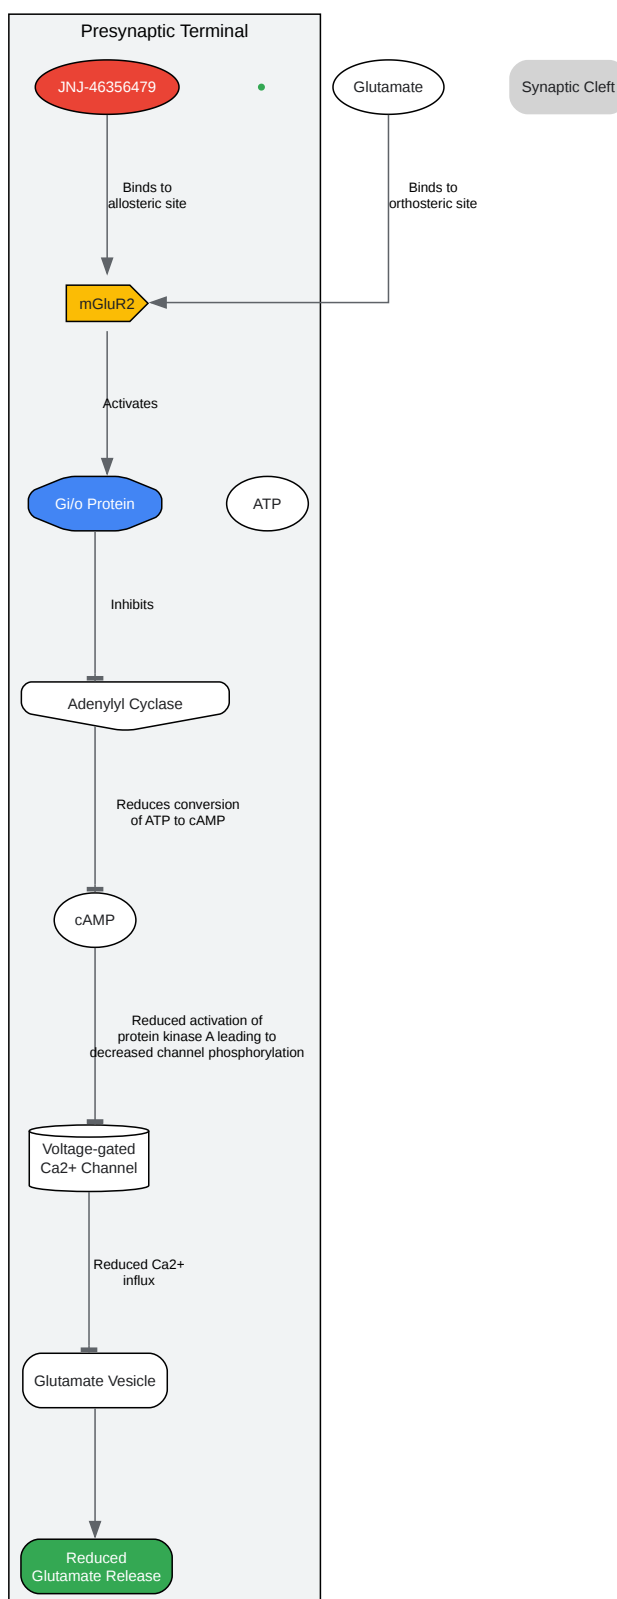 Presynaptic Terminal
JNJ-46356479
Glutamate
Synaptic Cleft
Binds to
allosteric site
Binds to
orthosteric site
mGluR2
Activates
Gi/o Protein
ATP
Inhibits
Adenylyl Cyclase
Reduces conversion
of ATP to cAMP
cAMP
Reduced activation of
protein kinase A leading to
decreased channel phosphorylation
Voltage-gated
Ca2+ Channel
Reduced Ca2+
influx
Glutamate Vesicle
Reduced
Glutamate Release